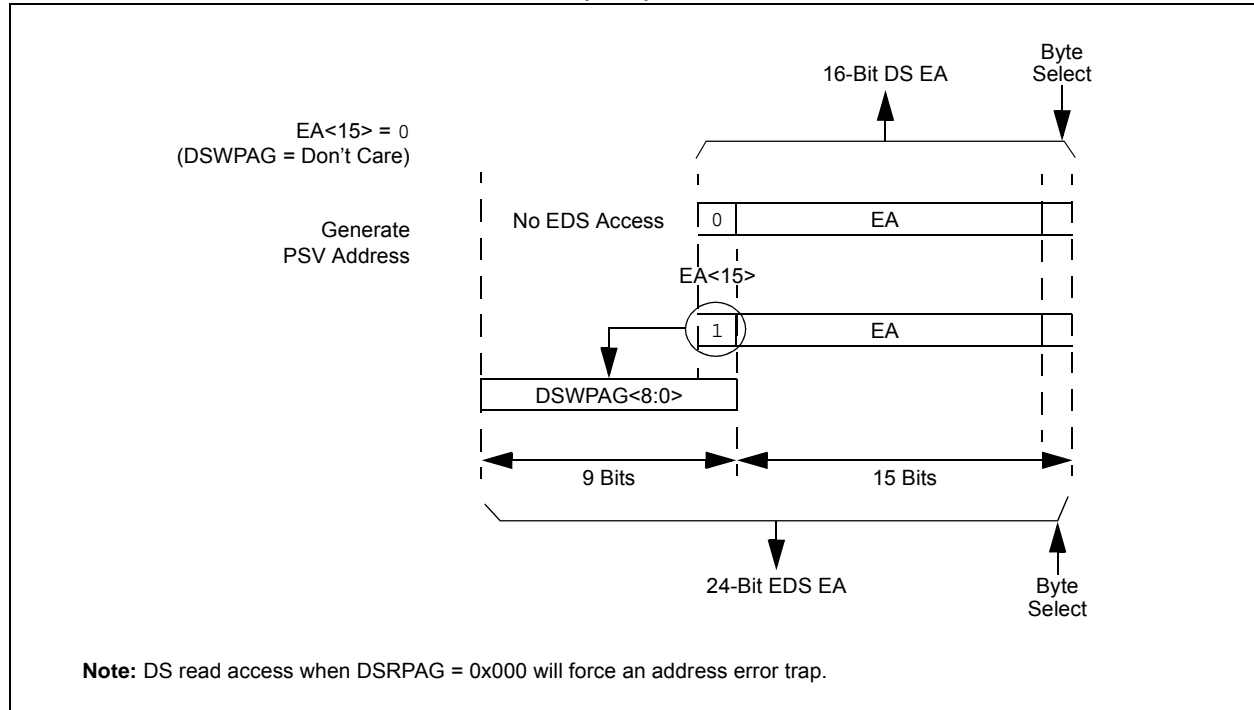 Byte
Select
16-Bit DS EA
EA<15> = 0
(DSWPAG = Don't Care)
No EDS Access
0
EA
Generate
PSV Address
EA<15>
1
EA
DSWPAG<8:0>
9 Bits
15 Bits
24-Bit EDS EA
Byte
Select
Note: DS read access when DSRPAG = 0x000 will force an address error trap.